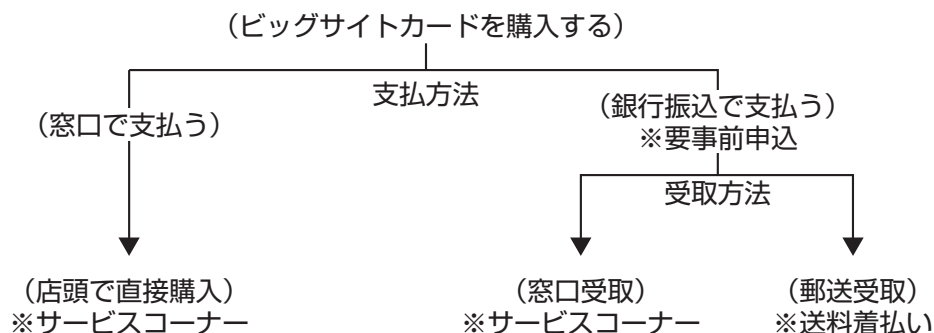 （ビッグサイトカードを購入する）
支払方法
（窓口で支払う）
（銀行振込で支払う）
※要事前申込
受取方法
（店頭で直接購入）
※サービスコーナー
（窓口受取）
※サービスコーナー
（郵送受取）
※送料着払い